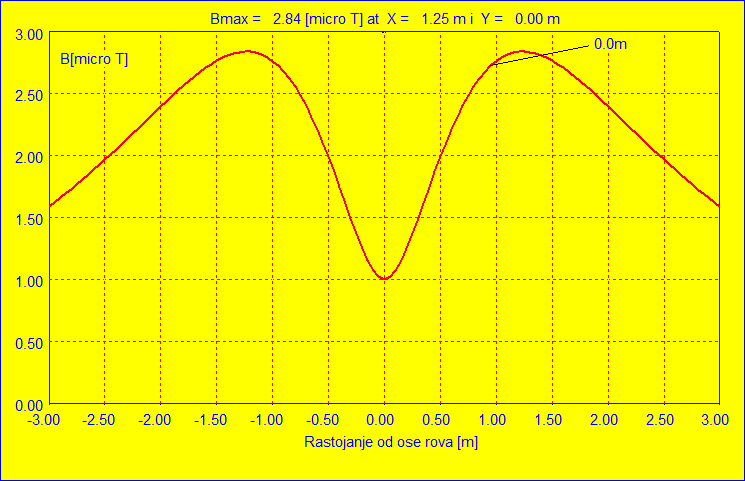 Bmax = 2.84 [micro T] at X = 1.25 m i Y = 0.00 m
3.00
0.0m
B[micro T]
2.50
2.00
1.50
1.00
0.50
0.00
-3.00 -2.50 -2.00 -1.50 -1.00 -0.50 0.00 0.50 1.00 1.50 2.00 2.50 3.00
Rastojanje od ose rova [m]